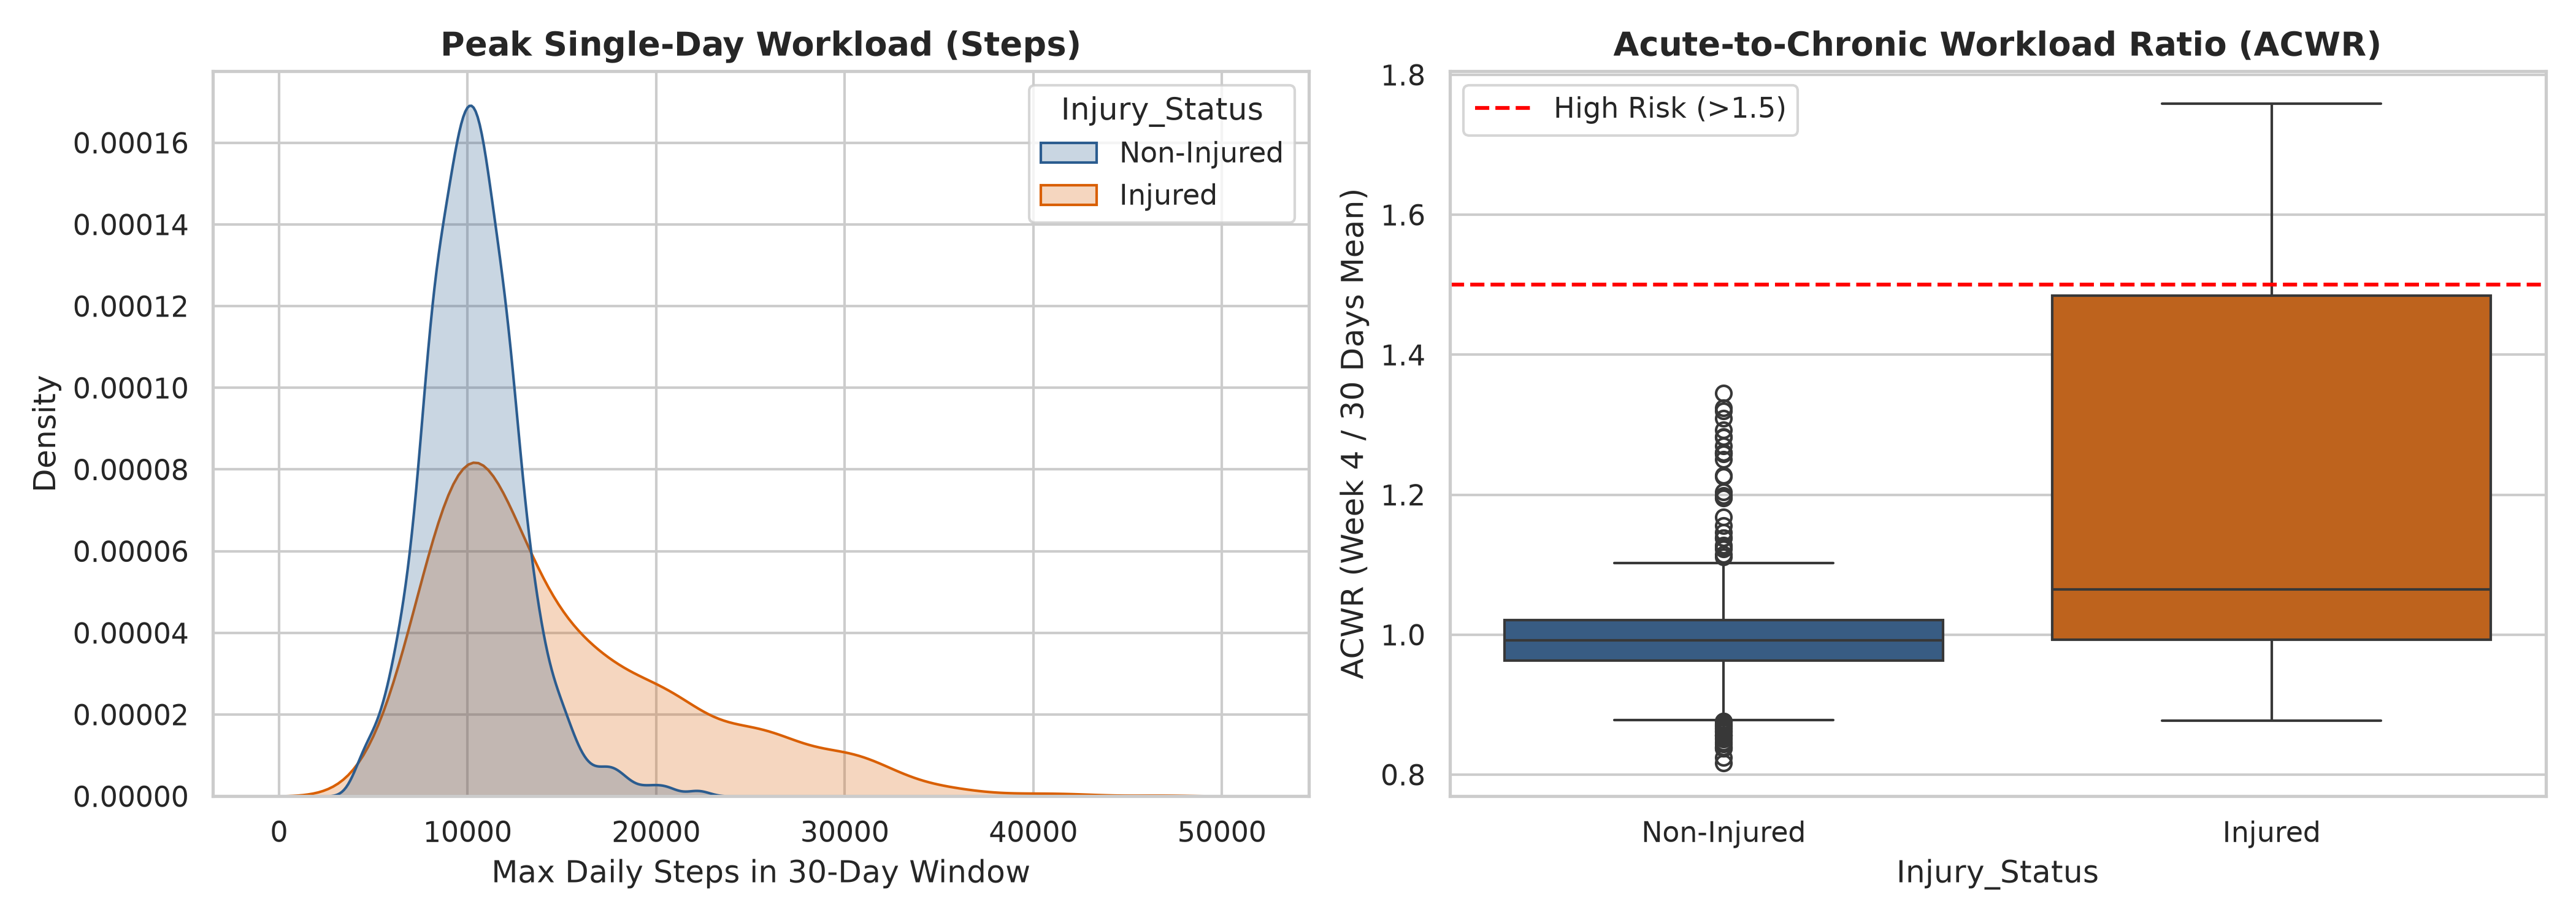 Peak Single-Day Workload (Steps)
Density
0.00016
0.00014
0.00012
0.00010
0.00008
0.00006
0.00004
0.00002
0.00000
Injury_Status
Non-Injured
Injured
0
10000
20000
30000
40000
50000
Max Daily Steps in 30-Day Window
Acute-to-Chronic Workload Ratio (ACWR)
ACWR (Week 4 / 30 Days Mean)
1.8
1.6
1.4
1.2
1.0
0.8
High Risk (>1.5)
Non-Injured
Injured
Injury_Status